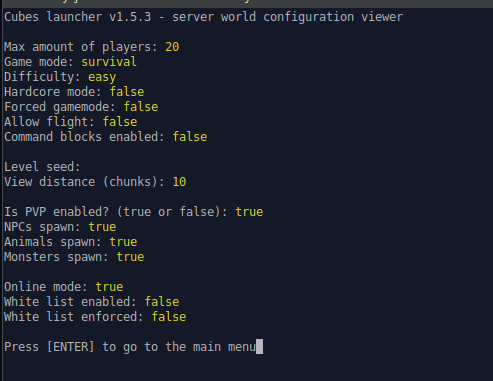 Cubes launcher v1.5.3 - server world configuration viewer
Max amount of players: 20
Game mode: survival
Difficulty: easy
Hardcore mode: false
Forced gamemode: false
Allow flight: false
Command blocks enabled: false
Level seed:
View distance (chunks): 10
Is PVP enabled? (true or false): true
NPCs spawn: true
Animals spawn: true
Monsters spawn: true
Online mode: true
White list enabled: false
White list enforced: false
Press [ENTER] to go to the main menu